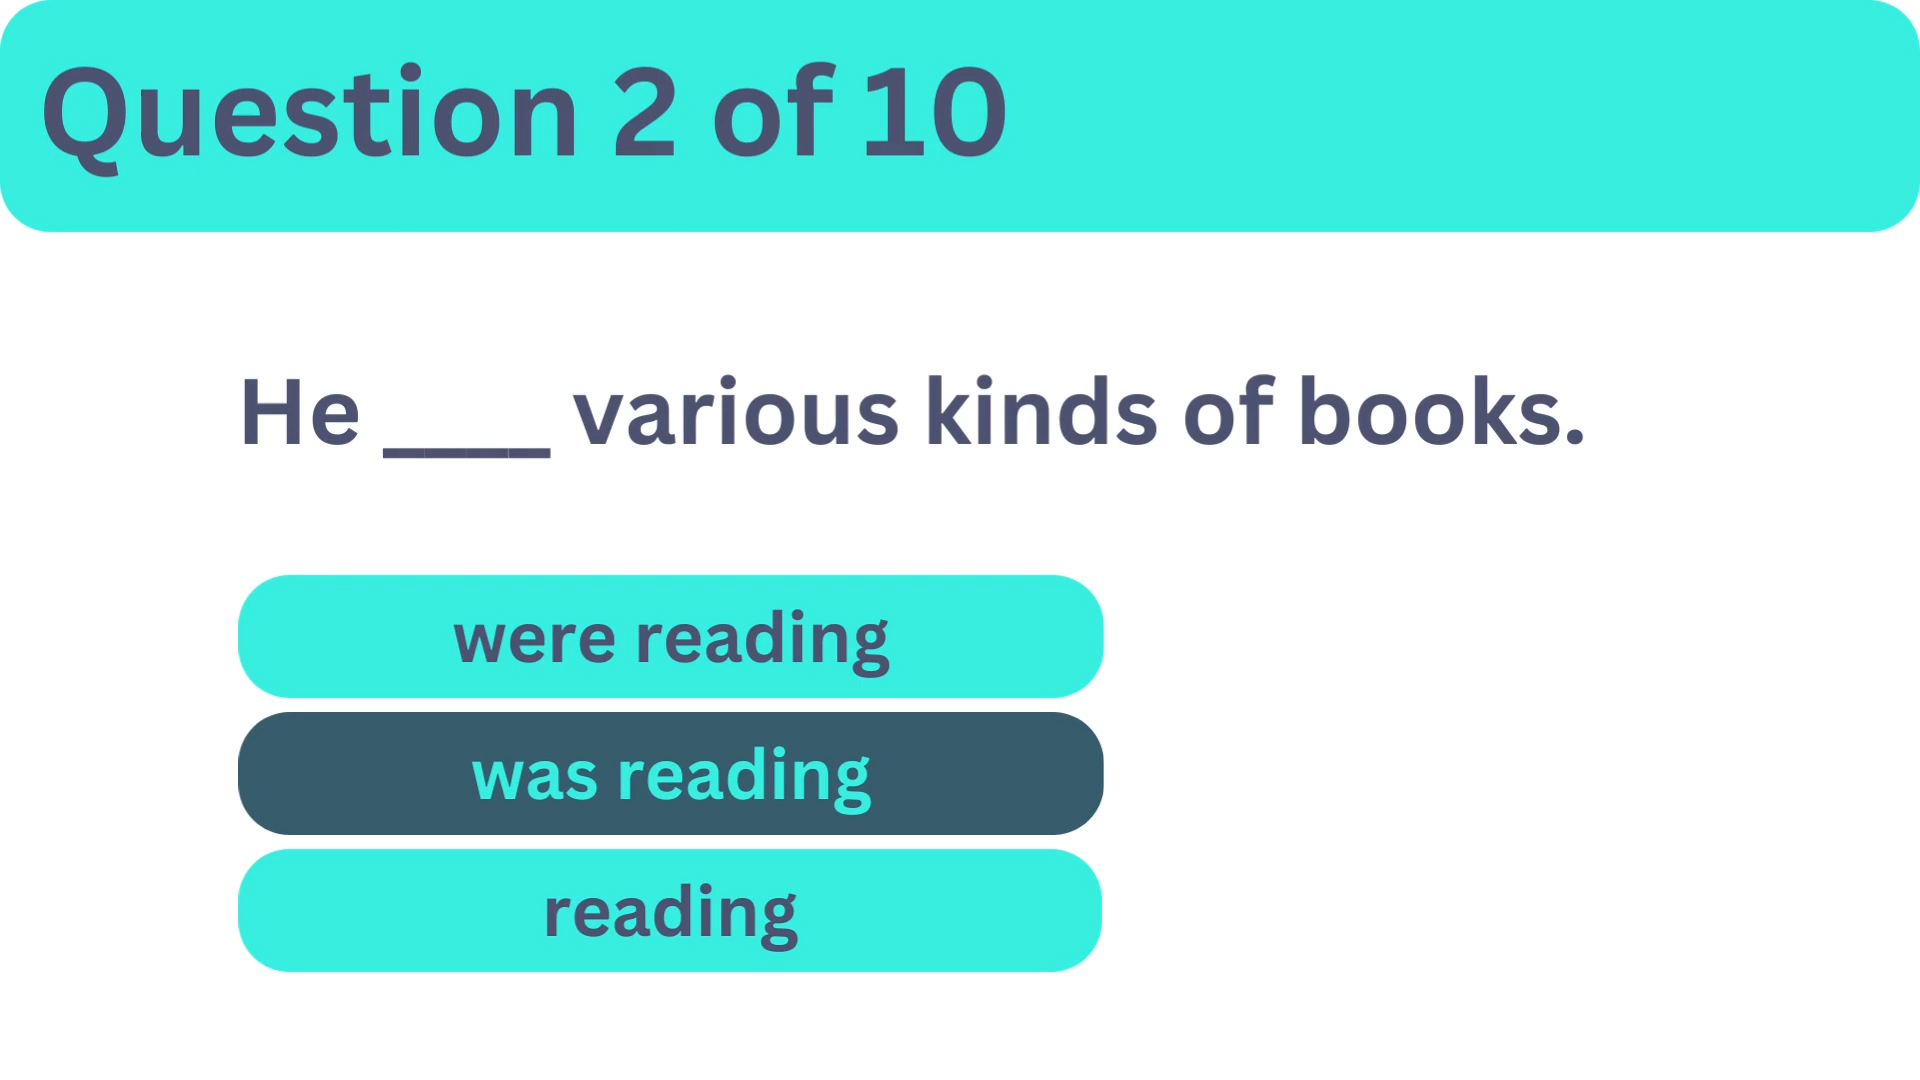 Question 2 of 10
He ____ various kinds of books.
were reading
was reading
reading